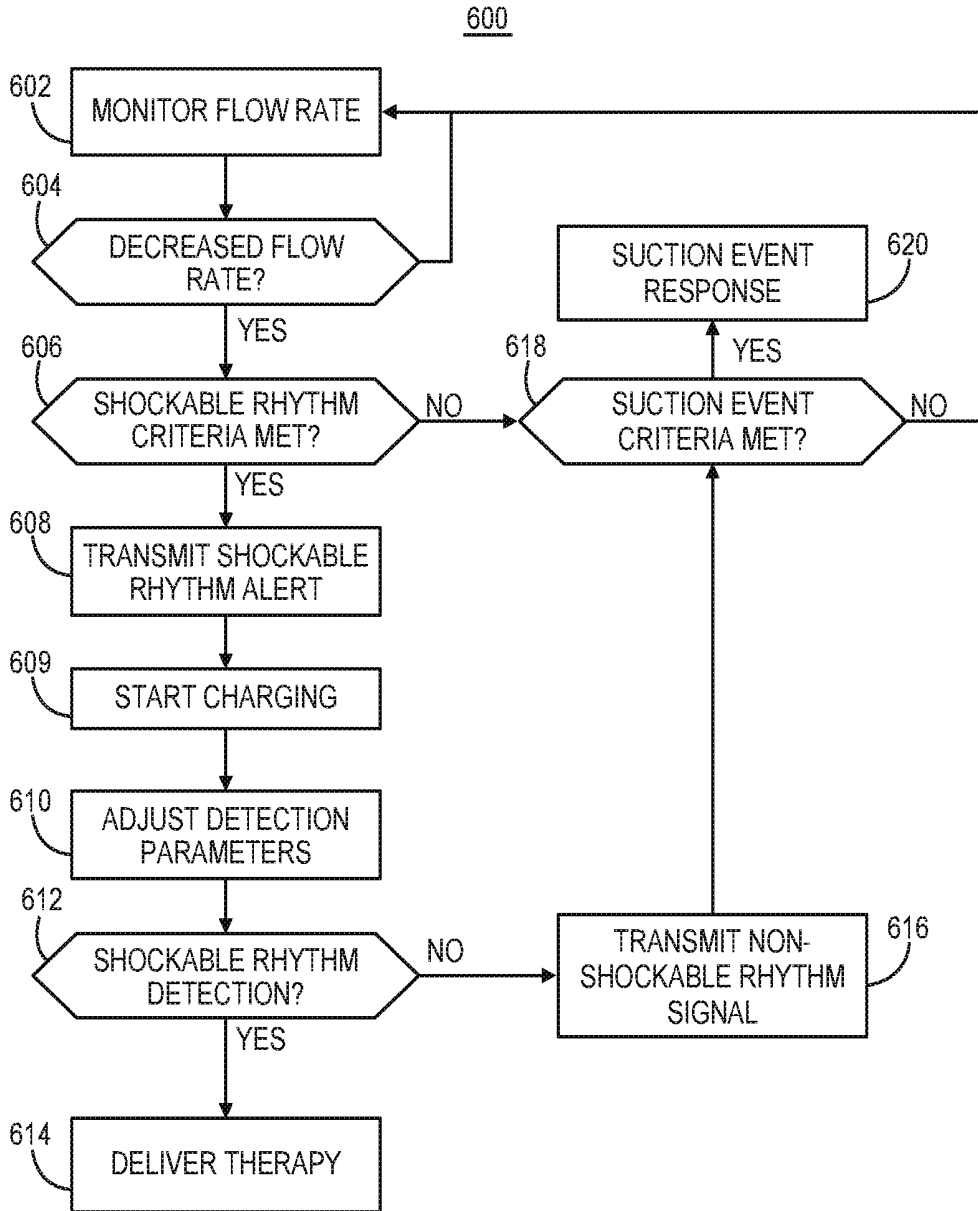 600
602
MONITOR FLOW RATE
604
DECREASED FLOW
RATE?
YES
606
SHOCKABLE RHYTHM
CRITERIA MET?
NO
YES
618
SUCTION EVENT
CRITERIA MET?
NO
YES
SUCTION EVENT
RESPONSE
620
608
TRANSMIT SHOCKABLE
RHYTHM ALERT
609
START CHARGING
610
ADJUST DETECTION
PARAMETERS
612
SHOCKABLE RHYTHM
DETECTION?
NO
YES
TRANSMIT NON-
SHOCKABLE RHYTHM
SIGNAL
616
614
DELIVER THERAPY